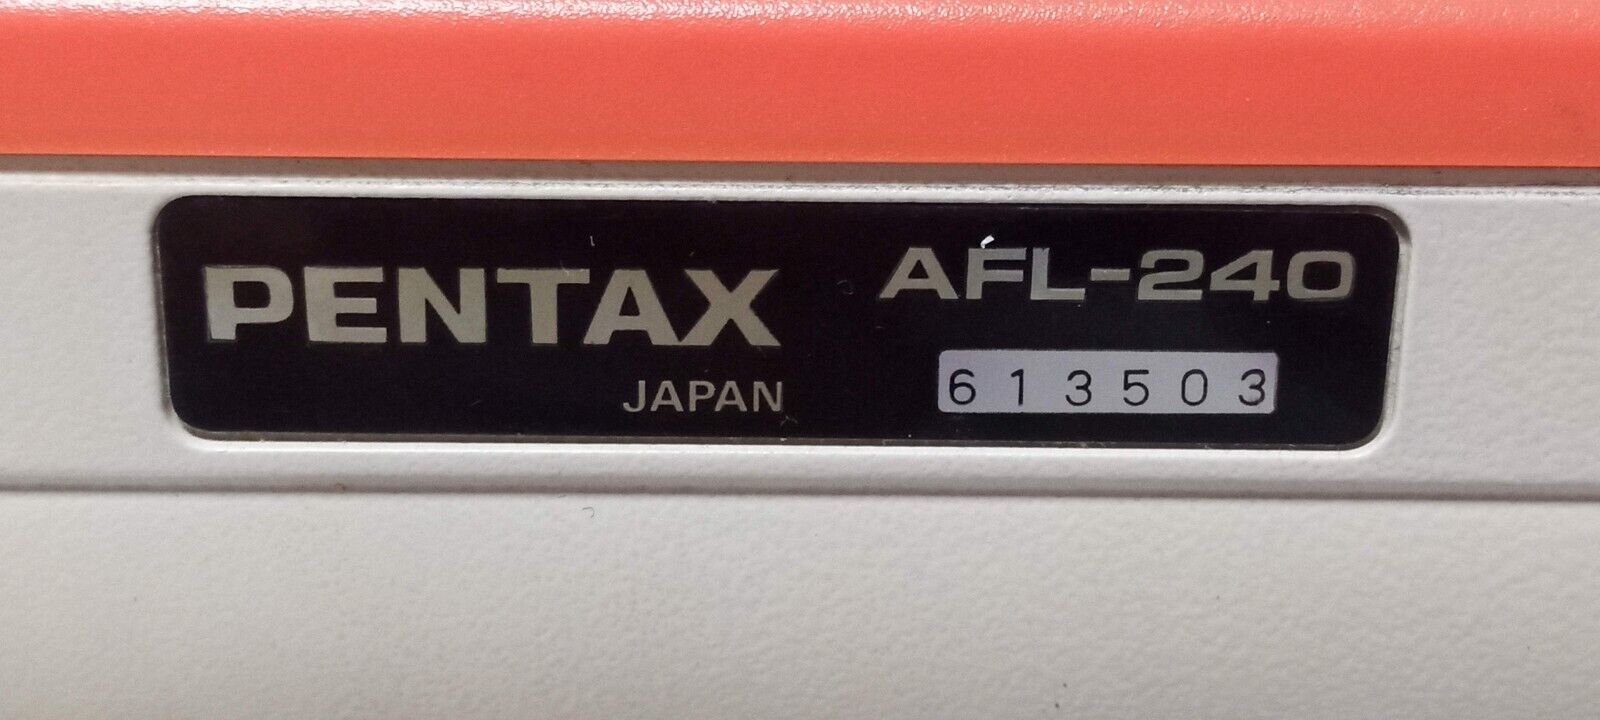 PENTAX
JAPAN
AFL-240
613503